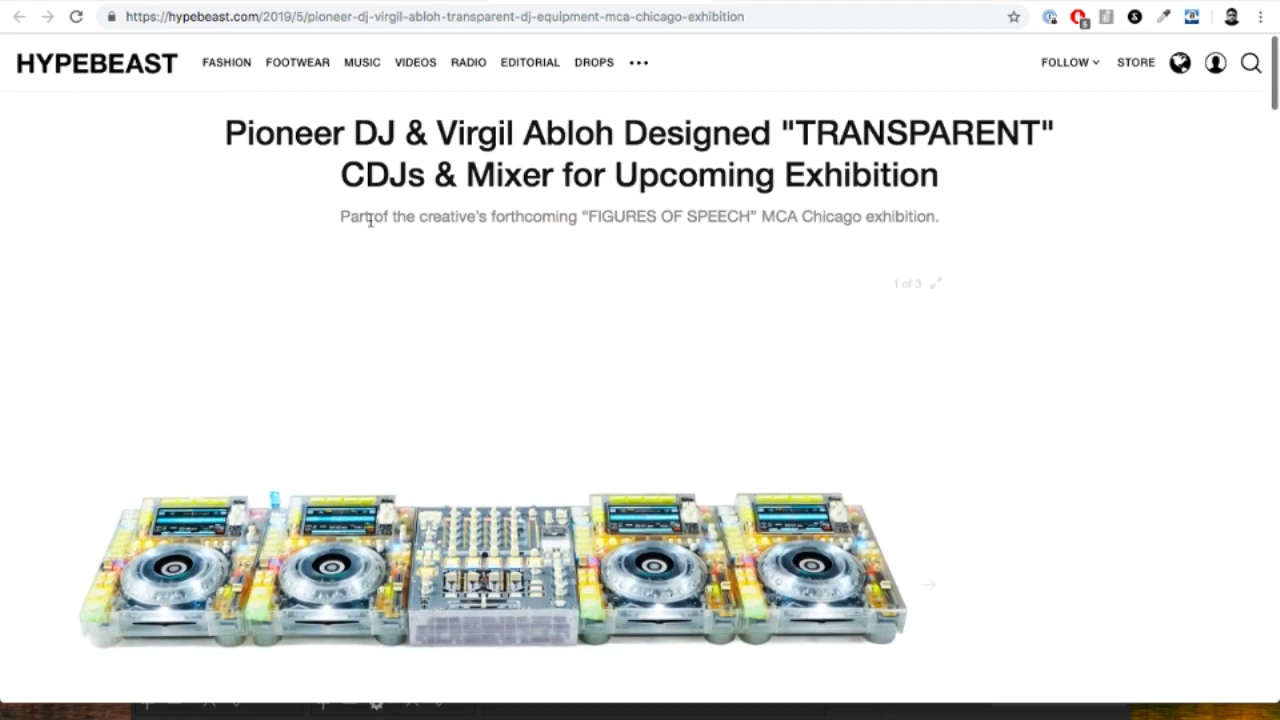 https://hypebeast.com/2019/5/pioneer-dj-virgil-abloh-transparent-dj-equipment-mca-chicago-exhibition
HYPEBEAST FASHION FOOTWEAR MUSIC VIDEOS RADIO EDITORIAL DROPS FOLLOW STORE
Pioneer DJ & Virgil Abloh Designed "TRANSPARENT"
CDJs & Mixer for Upcoming Exhibition
Part of the creative's forthcoming "FIGURES OF SPEECH" MCA Chicago exhibition.
1 of 3